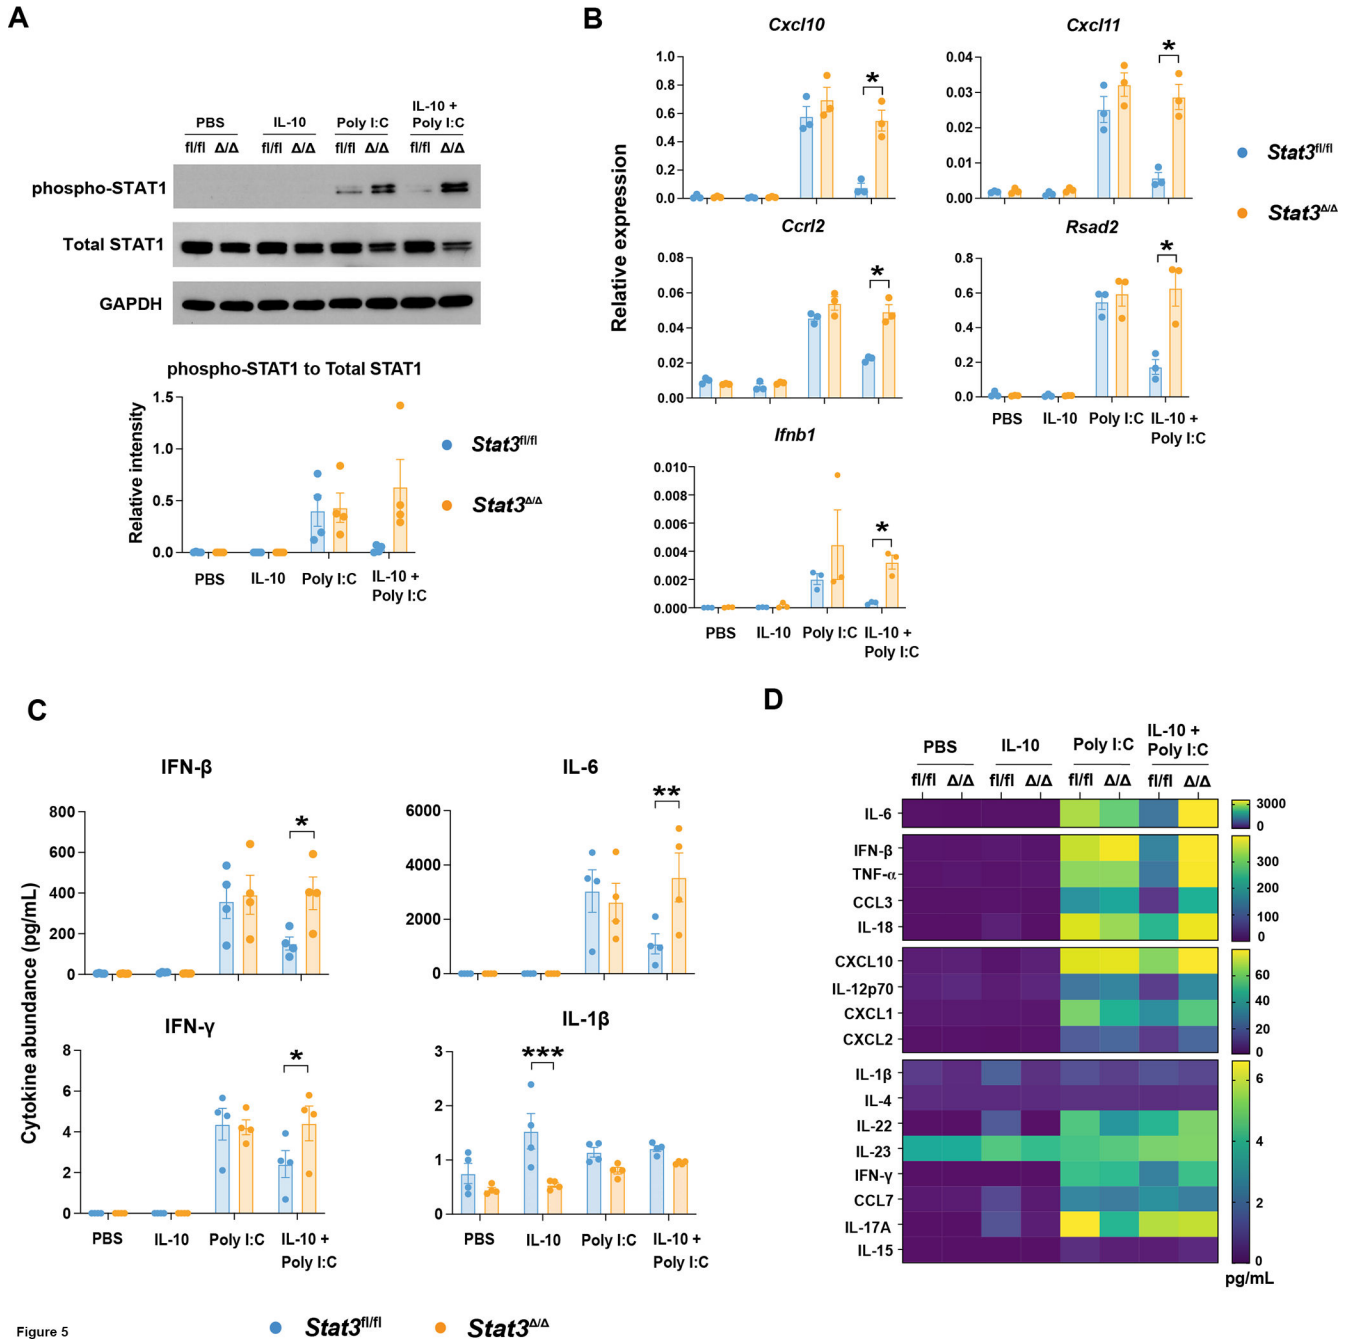 A
PBS IL-10 Poly I:C IL-10 +
Poly I:C
fl/fl Δ/Δ fl/fl Δ/Δ fl/fl Δ/Δ fl/fl Δ/Δ
phospho-STAT1
Total STAT1
GAPDH
phospho-STAT1 to Total STAT1
Relative intensity
1.5
1.0
0.5
0.0
PBS IL-10 Poly I:C IL-10 +
Poly I:C
Stat3fl/fl
Stat3Δ/Δ
B
Relative expression
Cxcl10
1.0
0.8
0.6
0.4
0.2
0.0
*
Cxcl11
0.04
0.03
0.02
0.01
0.00
*
Stat3fl/fl
Stat3Δ/Δ
Ccrl2
0.08
0.06
0.04
0.02
0.00
*
Rsad2
0.8
0.6
0.4
0.2
0.0
*
PBS IL-10 Poly I:C IL-10 +
Poly I:C
Ifnb1
0.010
0.008
0.006
0.004
0.002
0.000
*
PBS IL-10 Poly I:C IL-10 +
Poly I:C
C
Cytokine abundance (pg/mL)
IFN-β
800
600
400
200
0
*
IL-6
6000
4000
2000
0
**
IFN-γ
8
6
4
2
0
*
PBS IL-10 Poly I:C IL-10 +
Poly I:C
IL-1β
3
2
1
0
***
PBS IL-10 Poly I:C IL-10 +
Poly I:C
Stat3fl/fl
Stat3Δ/Δ
D
PBS IL-10 Poly I:C IL-10 +
Poly I:C
fl/fl Δ/Δ fl/fl Δ/Δ fl/fl Δ/Δ fl/fl Δ/Δ
IL-6
3000
0
IFN-β
TNF-α
CCL3
IL-18
300
200
100
0
CXCL10
IL-12p70
CXCL1
CXCL2
60
40
20
0
IL-1β
IL-4
IL-22
IL-23
IFN-γ
CCL7
IL-17A
IL-15
6
4
2
0
pg/mL
Figure 5